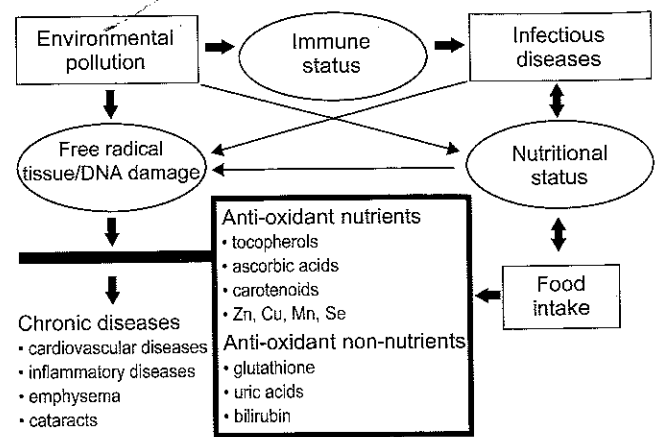 Environmental
pollution
Immune
status
Infectious
diseases
Free radical
tissue/DNA damage
Nutritional
status
Anti-oxidant nutrients
• tocopherols
• ascorbic acids
• carotenoids
• Zn, Cu, Mn, Se
Anti-oxidant non-nutrients
• glutathione
• uric acids
• bilirubin
Food
intake
Chronic diseases
• cardiovascular diseases
• inflammatory diseases
• emphysema
• cataracts